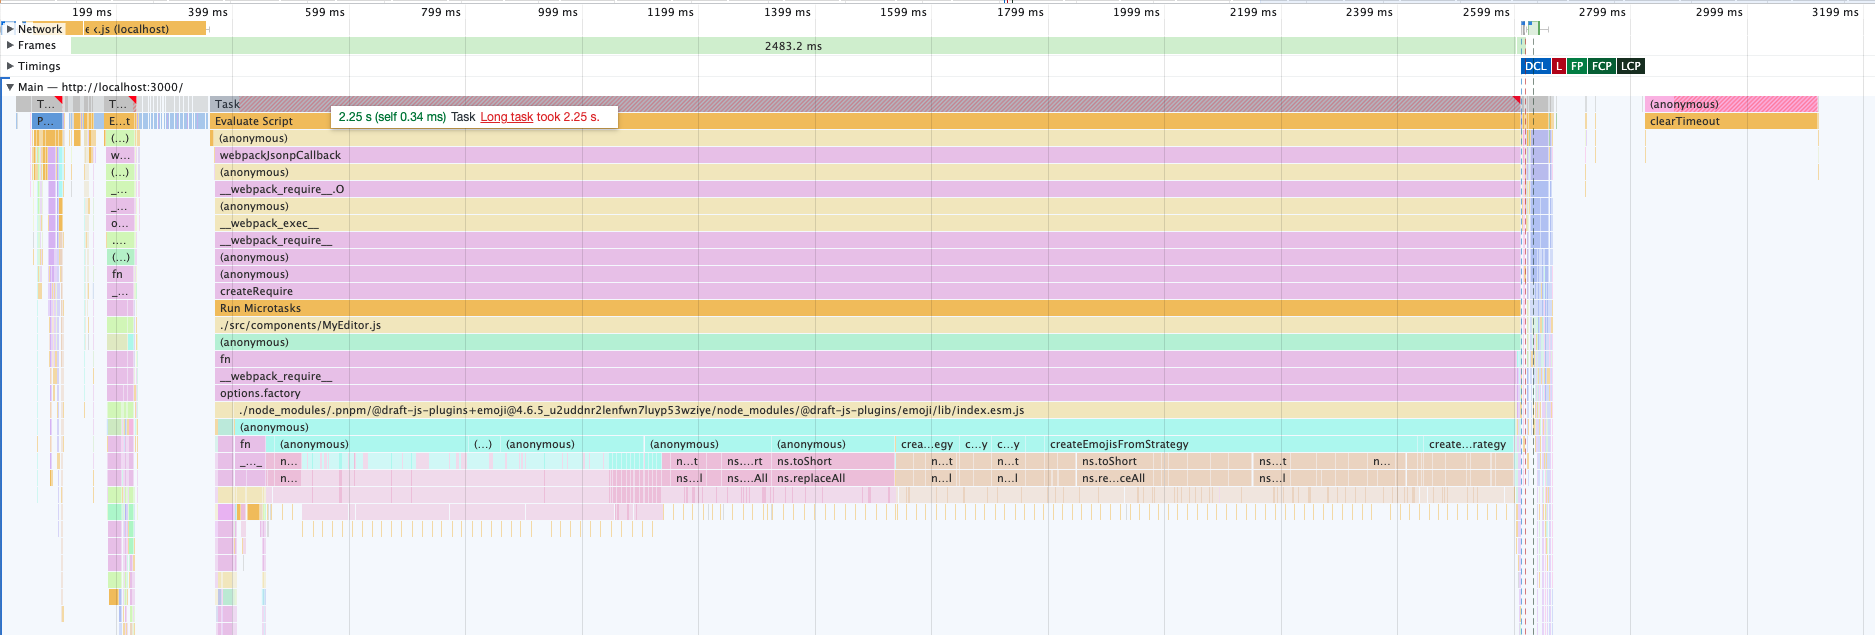 199 ms 399 ms 599 ms 799 ms 999 ms 1199 ms 1399 ms 1599 ms 1799 ms 1999 ms 2199 ms 2399 ms 2599 ms 2799 ms 2999 ms 3199 ms
Network k.js (localhost)
Frames 2483.2 ms
Timings DCL L FP FCP LCP
Main — http://localhost:3000/
T... T... Task (anonymous)
2.25 s (self 0.34 ms) Task Long task took 2.25 s.
P... E...t Evaluate Script clearTimeout
(...) (anonymous)
w... webpackJsonpCallback
(...) (anonymous)
_... __webpack_require__.O
_... (anonymous)
o... __webpack_exec__
.... __webpack_require__
(...) (anonymous)
fn (anonymous)
_... createRequire
Run Microtasks
./src/components/MyEditor.js
(anonymous)
fn
__webpack_require__
options.factory
./node_modules/.pnpm/@draft-js-plugins+emoji@4.6.5_u2uddnr2lenfwn7luyp53wziye/node_modules/@draft-js-plugins/emoji/lib/index.esm.js
(anonymous)
fn (anonymous) (...) (anonymous) (anonymous) (anonymous) crea...egy c...y c...y createEmojisFromStrategy create...rategy
_..._ n... n...t ns....rt ns.toShort n...t n...t ns.toShort ns...t n...
n... ns...l ns....All ns.replaceAll n...l n...l ns.re...ceAll ns...l